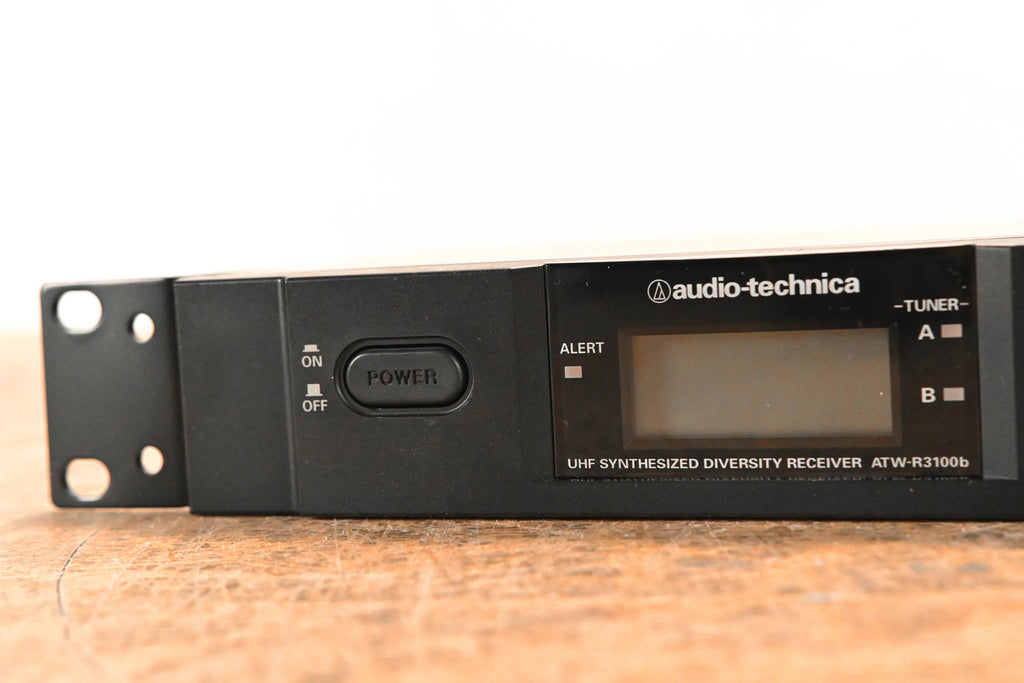 ON
OFF
POWER
audio-technica
ALERT
-TUNER-
A
B
UHF SYNTHESIZED DIVERSITY RECEIVER ATW-R3100b